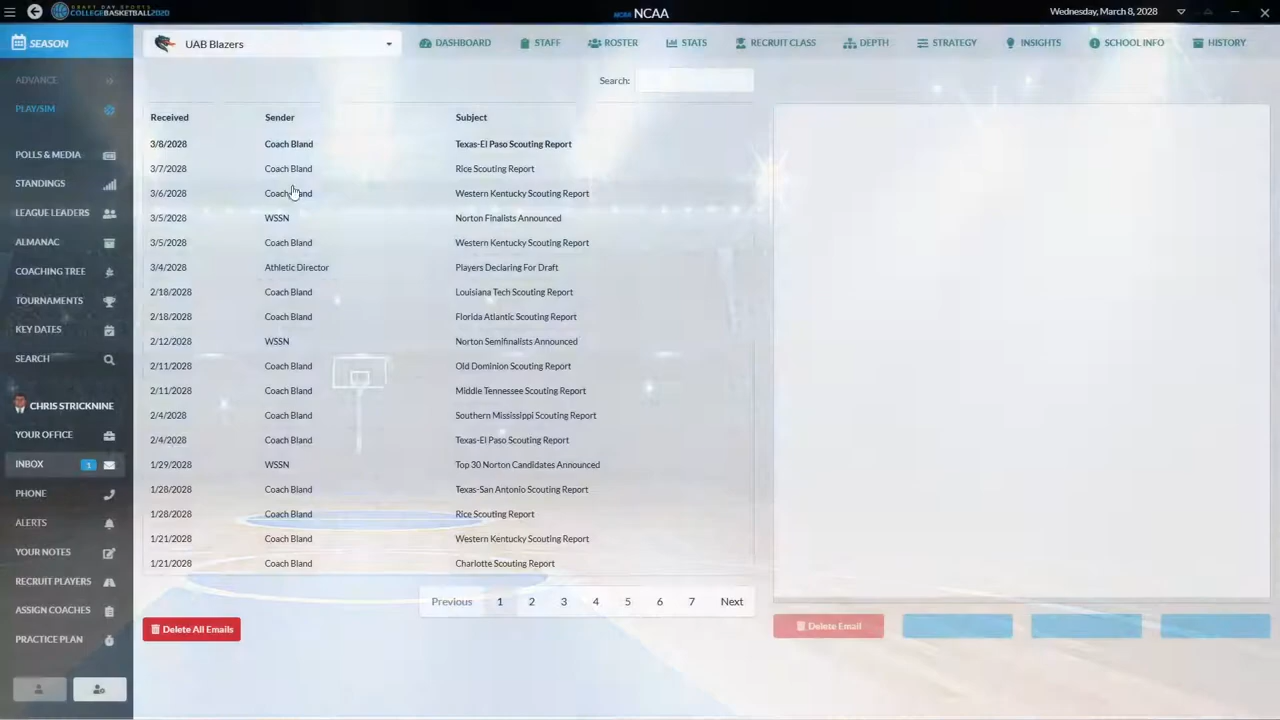 DRAFT DAY SPORTS
COLLEGEBASKETBALL2020
NCAA NCAA
Wednesday, March 8, 2028
SEASON
UAB Blazers
DASHBOARD
STAFF
ROSTER
STATS
RECRUIT CLASS
DEPTH
STRATEGY
INSIGHTS
SCHOOL INFO
HISTORY
ADVANCE
PLAY/SIM
POLLS & MEDIA
STANDINGS
LEAGUE LEADERS
ALMANAC
COACHING TREE
TOURNAMENTS
KEY DATES
SEARCH
CHRIS STRICKNINE
YOUR OFFICE
INBOX 1
PHONE
ALERTS
YOUR NOTES
RECRUIT PLAYERS
ASSIGN COACHES
PRACTICE PLAN
Search:
Received Sender Subject
3/8/2028 Coach Bland Texas-El Paso Scouting Report
3/7/2028 Coach Bland Rice Scouting Report
3/6/2028 Coach Bland Western Kentucky Scouting Report
3/5/2028 WSSN Norton Finalists Announced
3/5/2028 Coach Bland Western Kentucky Scouting Report
3/4/2028 Athletic Director Players Declaring For Draft
2/18/2028 Coach Bland Louisiana Tech Scouting Report
2/18/2028 Coach Bland Florida Atlantic Scouting Report
2/12/2028 WSSN Norton Semifinalists Announced
2/11/2028 Coach Bland Old Dominion Scouting Report
2/11/2028 Coach Bland Middle Tennessee Scouting Report
2/4/2028 Coach Bland Southern Mississippi Scouting Report
2/4/2028 Coach Bland Texas-El Paso Scouting Report
1/29/2028 WSSN Top 30 Norton Candidates Announced
1/28/2028 Coach Bland Texas-San Antonio Scouting Report
1/28/2028 Coach Bland Rice Scouting Report
1/21/2028 Coach Bland Western Kentucky Scouting Report
1/21/2028 Coach Bland Charlotte Scouting Report
Previous 1 2 3 4 5 6 7 Next
Delete All Emails
Delete Email